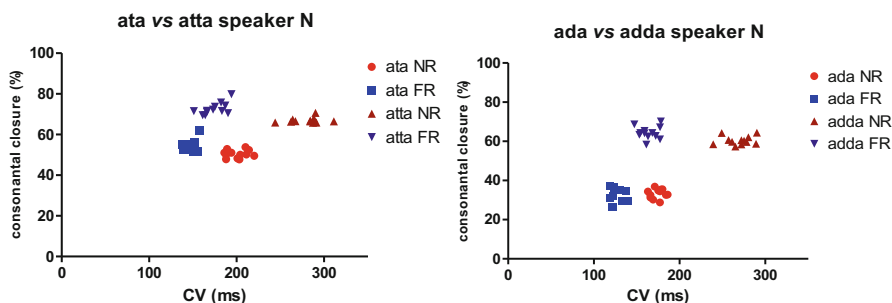 ata vs atta speaker N
consonantal closure (%)
100
80
60
40
20
0
0 100 200 300
CV (ms)
ata NR
ata FR
atta NR
atta FR
ada vs adda speaker N
consonantal closure (%)
100
80
60
40
20
0
0 100 200 300
CV (ms)
ada NR
ada FR
adda NR
adda FR